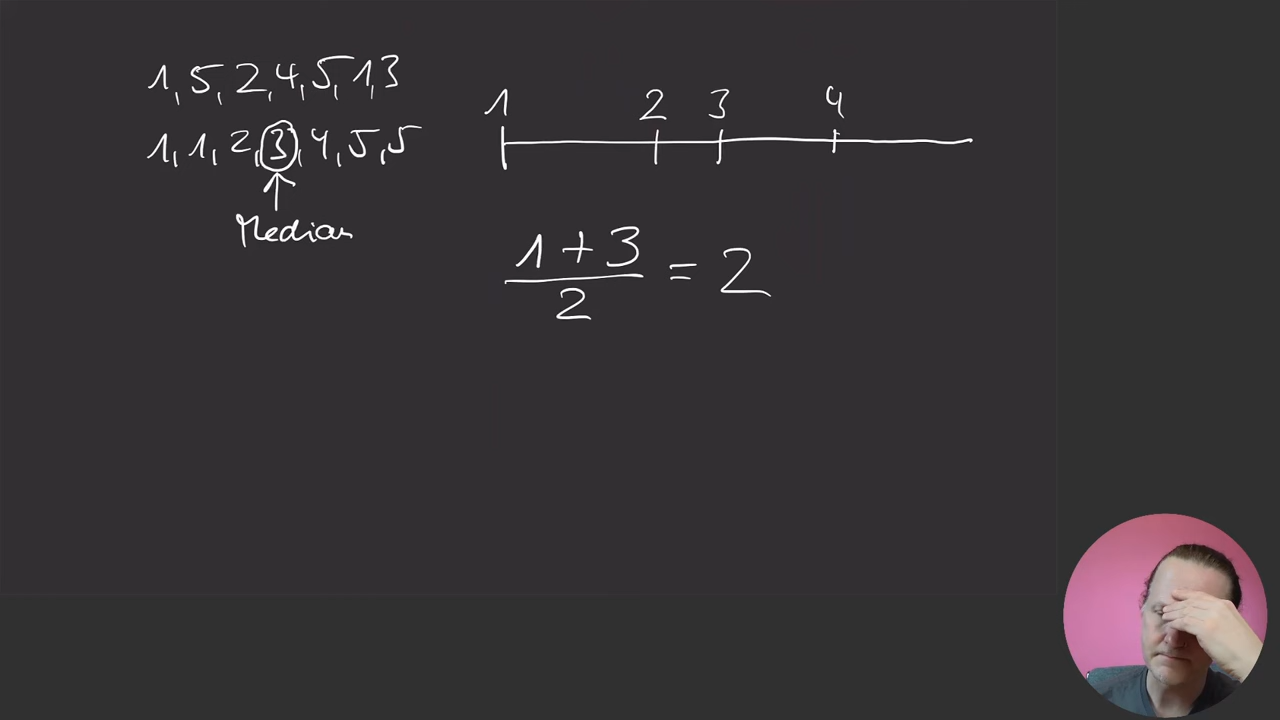 1, 5, 2, 4, 5, 1, 3
1, 1, 2, 3, 4, 5, 5
Median
1 2 3 4
1 + 3
2
= 2